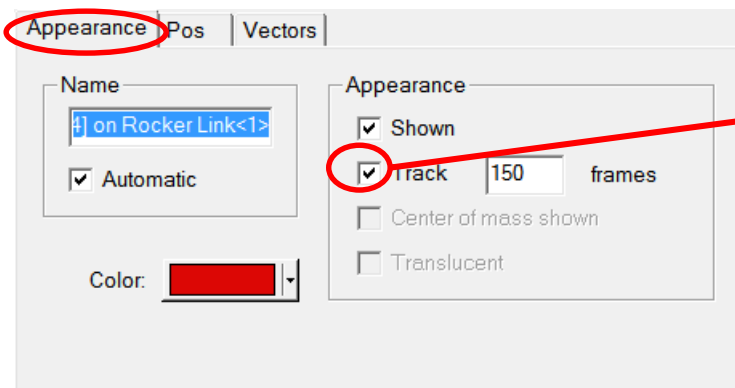 Appearance Pos Vectors
Name
4] on Rocker Link<1>
Automatic
Color:
Appearance
Shown
Track 150 frames
Center of mass shown
Translucent